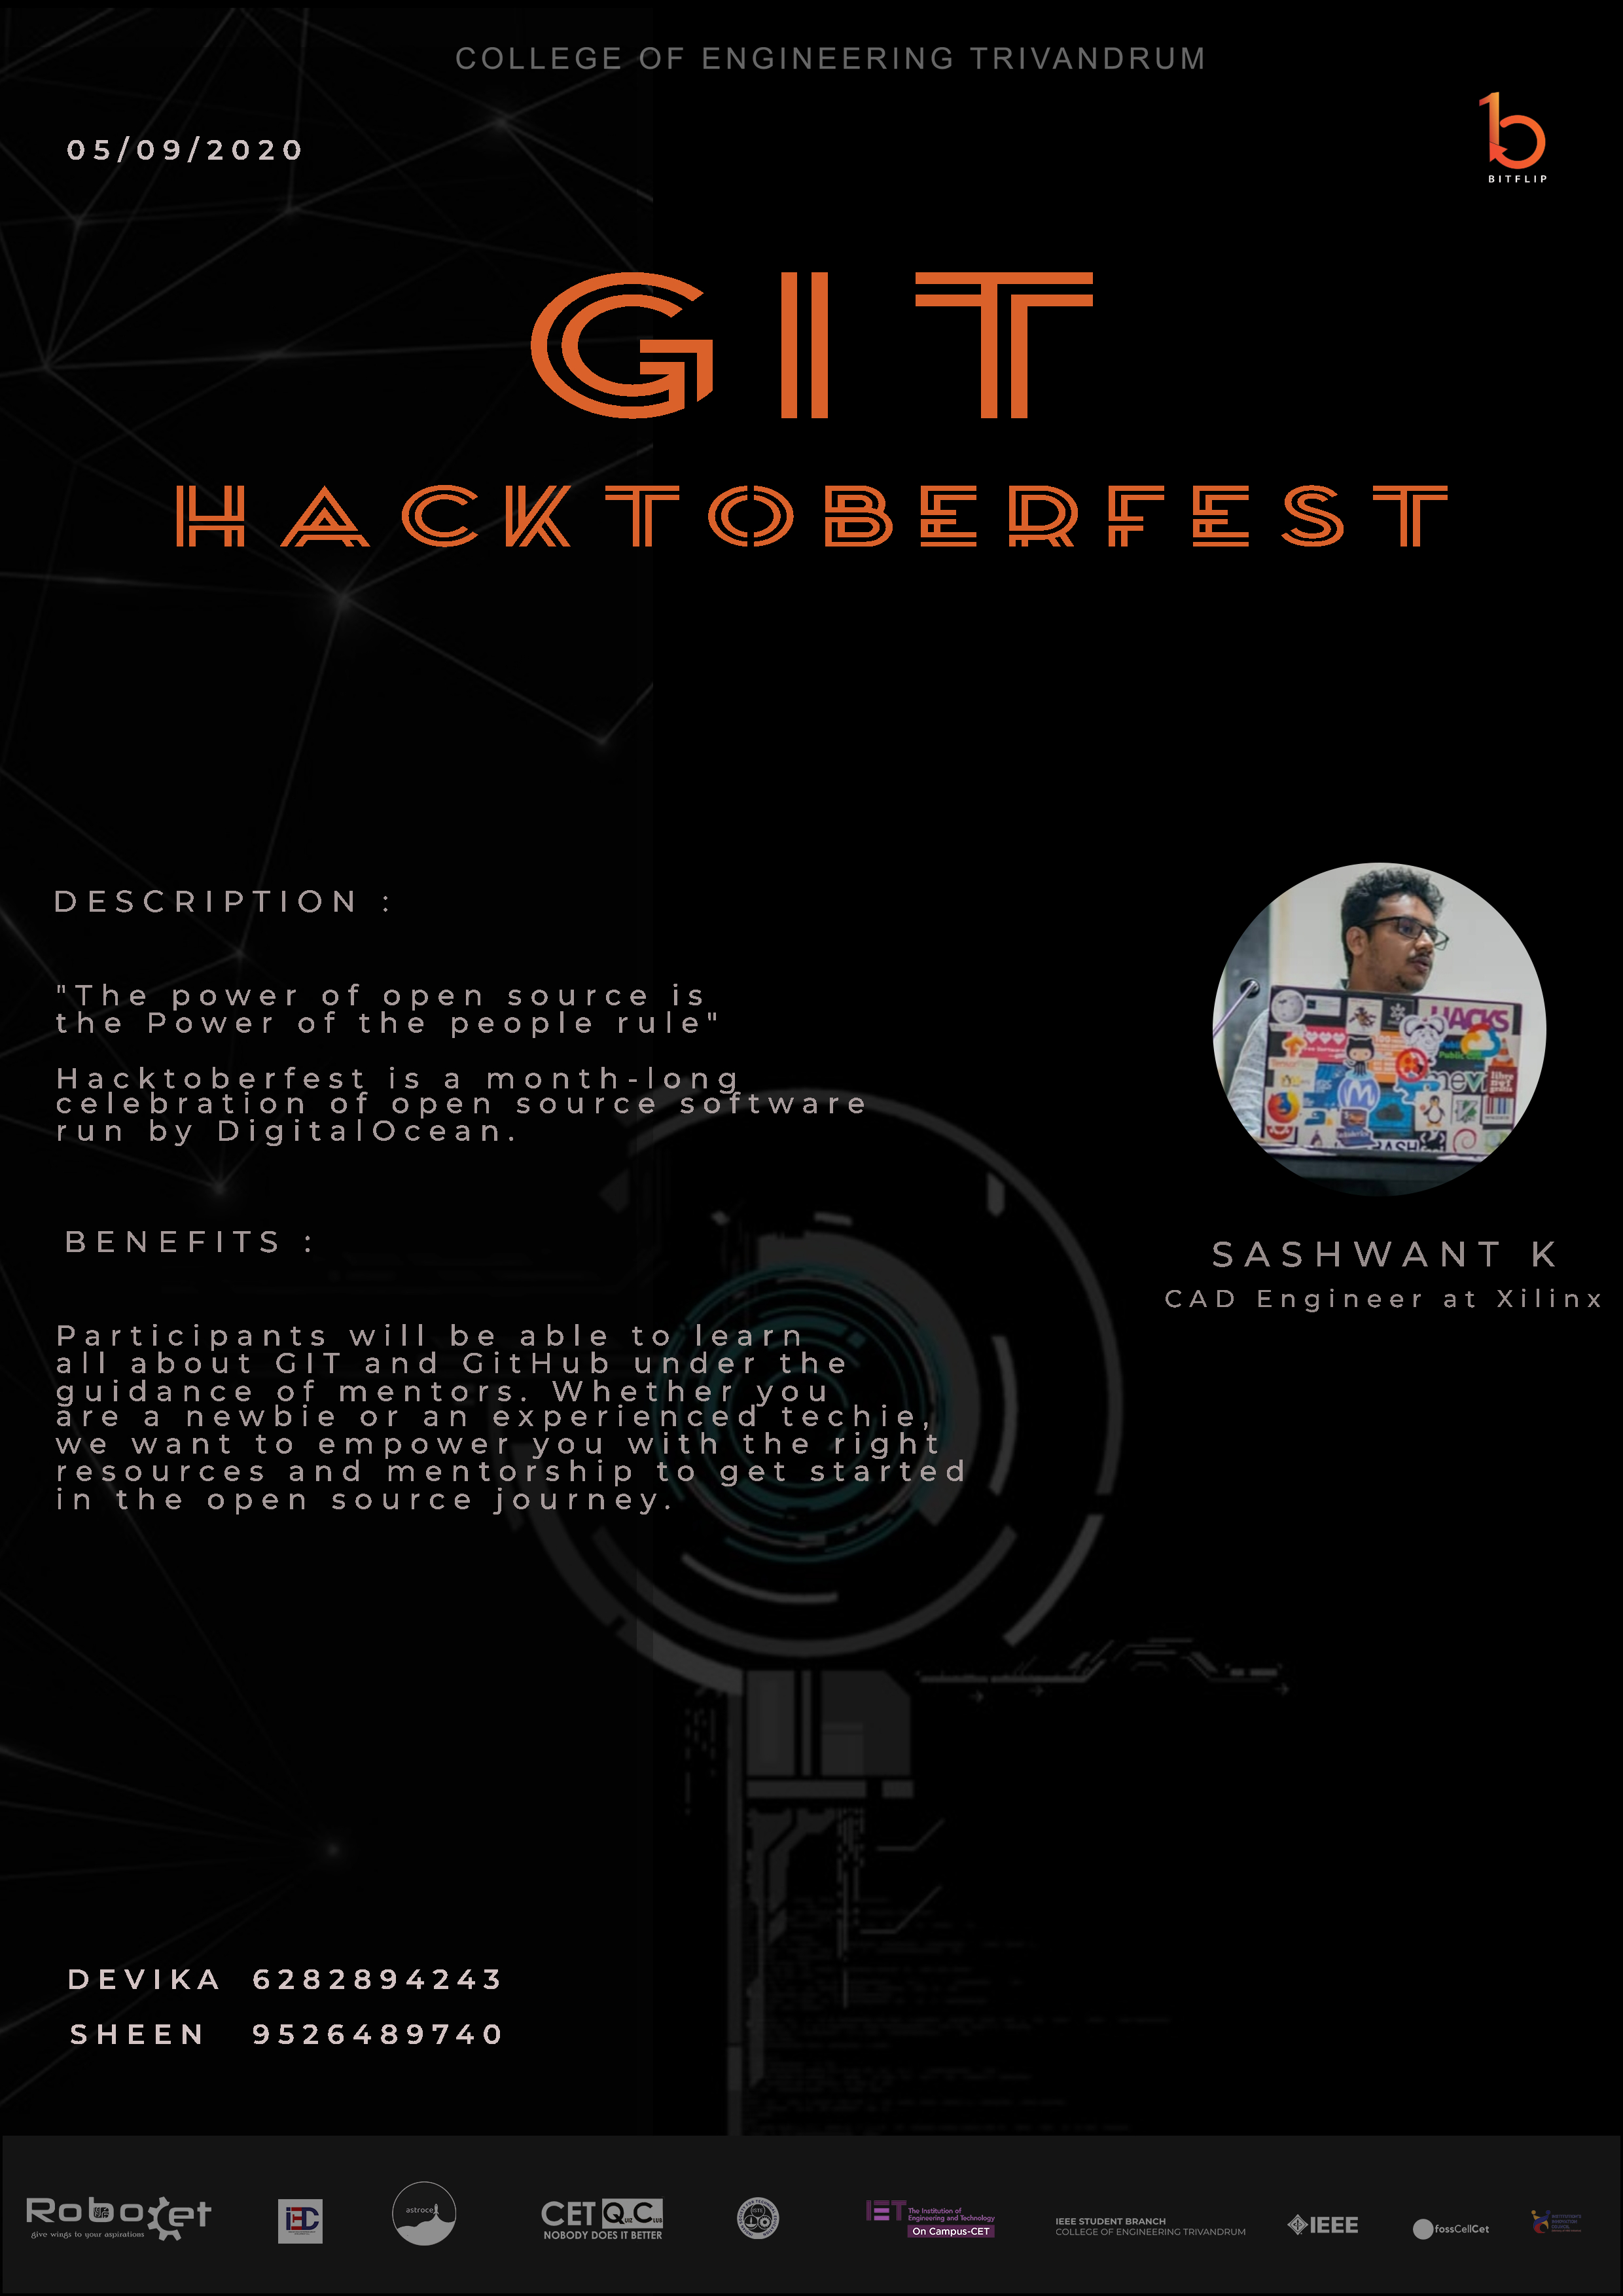 COLLEGE OF ENGINEERING TRIVANDRUM
05/09/2020
BITFLIP
GIT
HACKTOBERFEST
DESCRIPTION :
"The power of open source is
the Power of the people rule"
Hacktoberfest is a month-long
celebration of open source software
run by DigitalOcean.
HACKS
BENEFITS :
SASHWANT K
CAD Engineer at Xilinx
Participants will be able to learn
all about GIT and GitHub under the
guidance of mentors. Whether you
are a newbie or an experienced techie,
we want to empower you with the right
resources and mentorship to get started
in the open source journey.
DEVIKA 6282894243
SHEEN 9526489740
Robocet
give wings to your aspirations
astrocet
CET Quiz Club
NOBODY DOES IT BETTER
IET The Institution of
Engineering and Technology
On Campus-CET
IEEE STUDENT BRANCH
COLLEGE OF ENGINEERING TRIVANDRUM
IEEE
fossCellCet